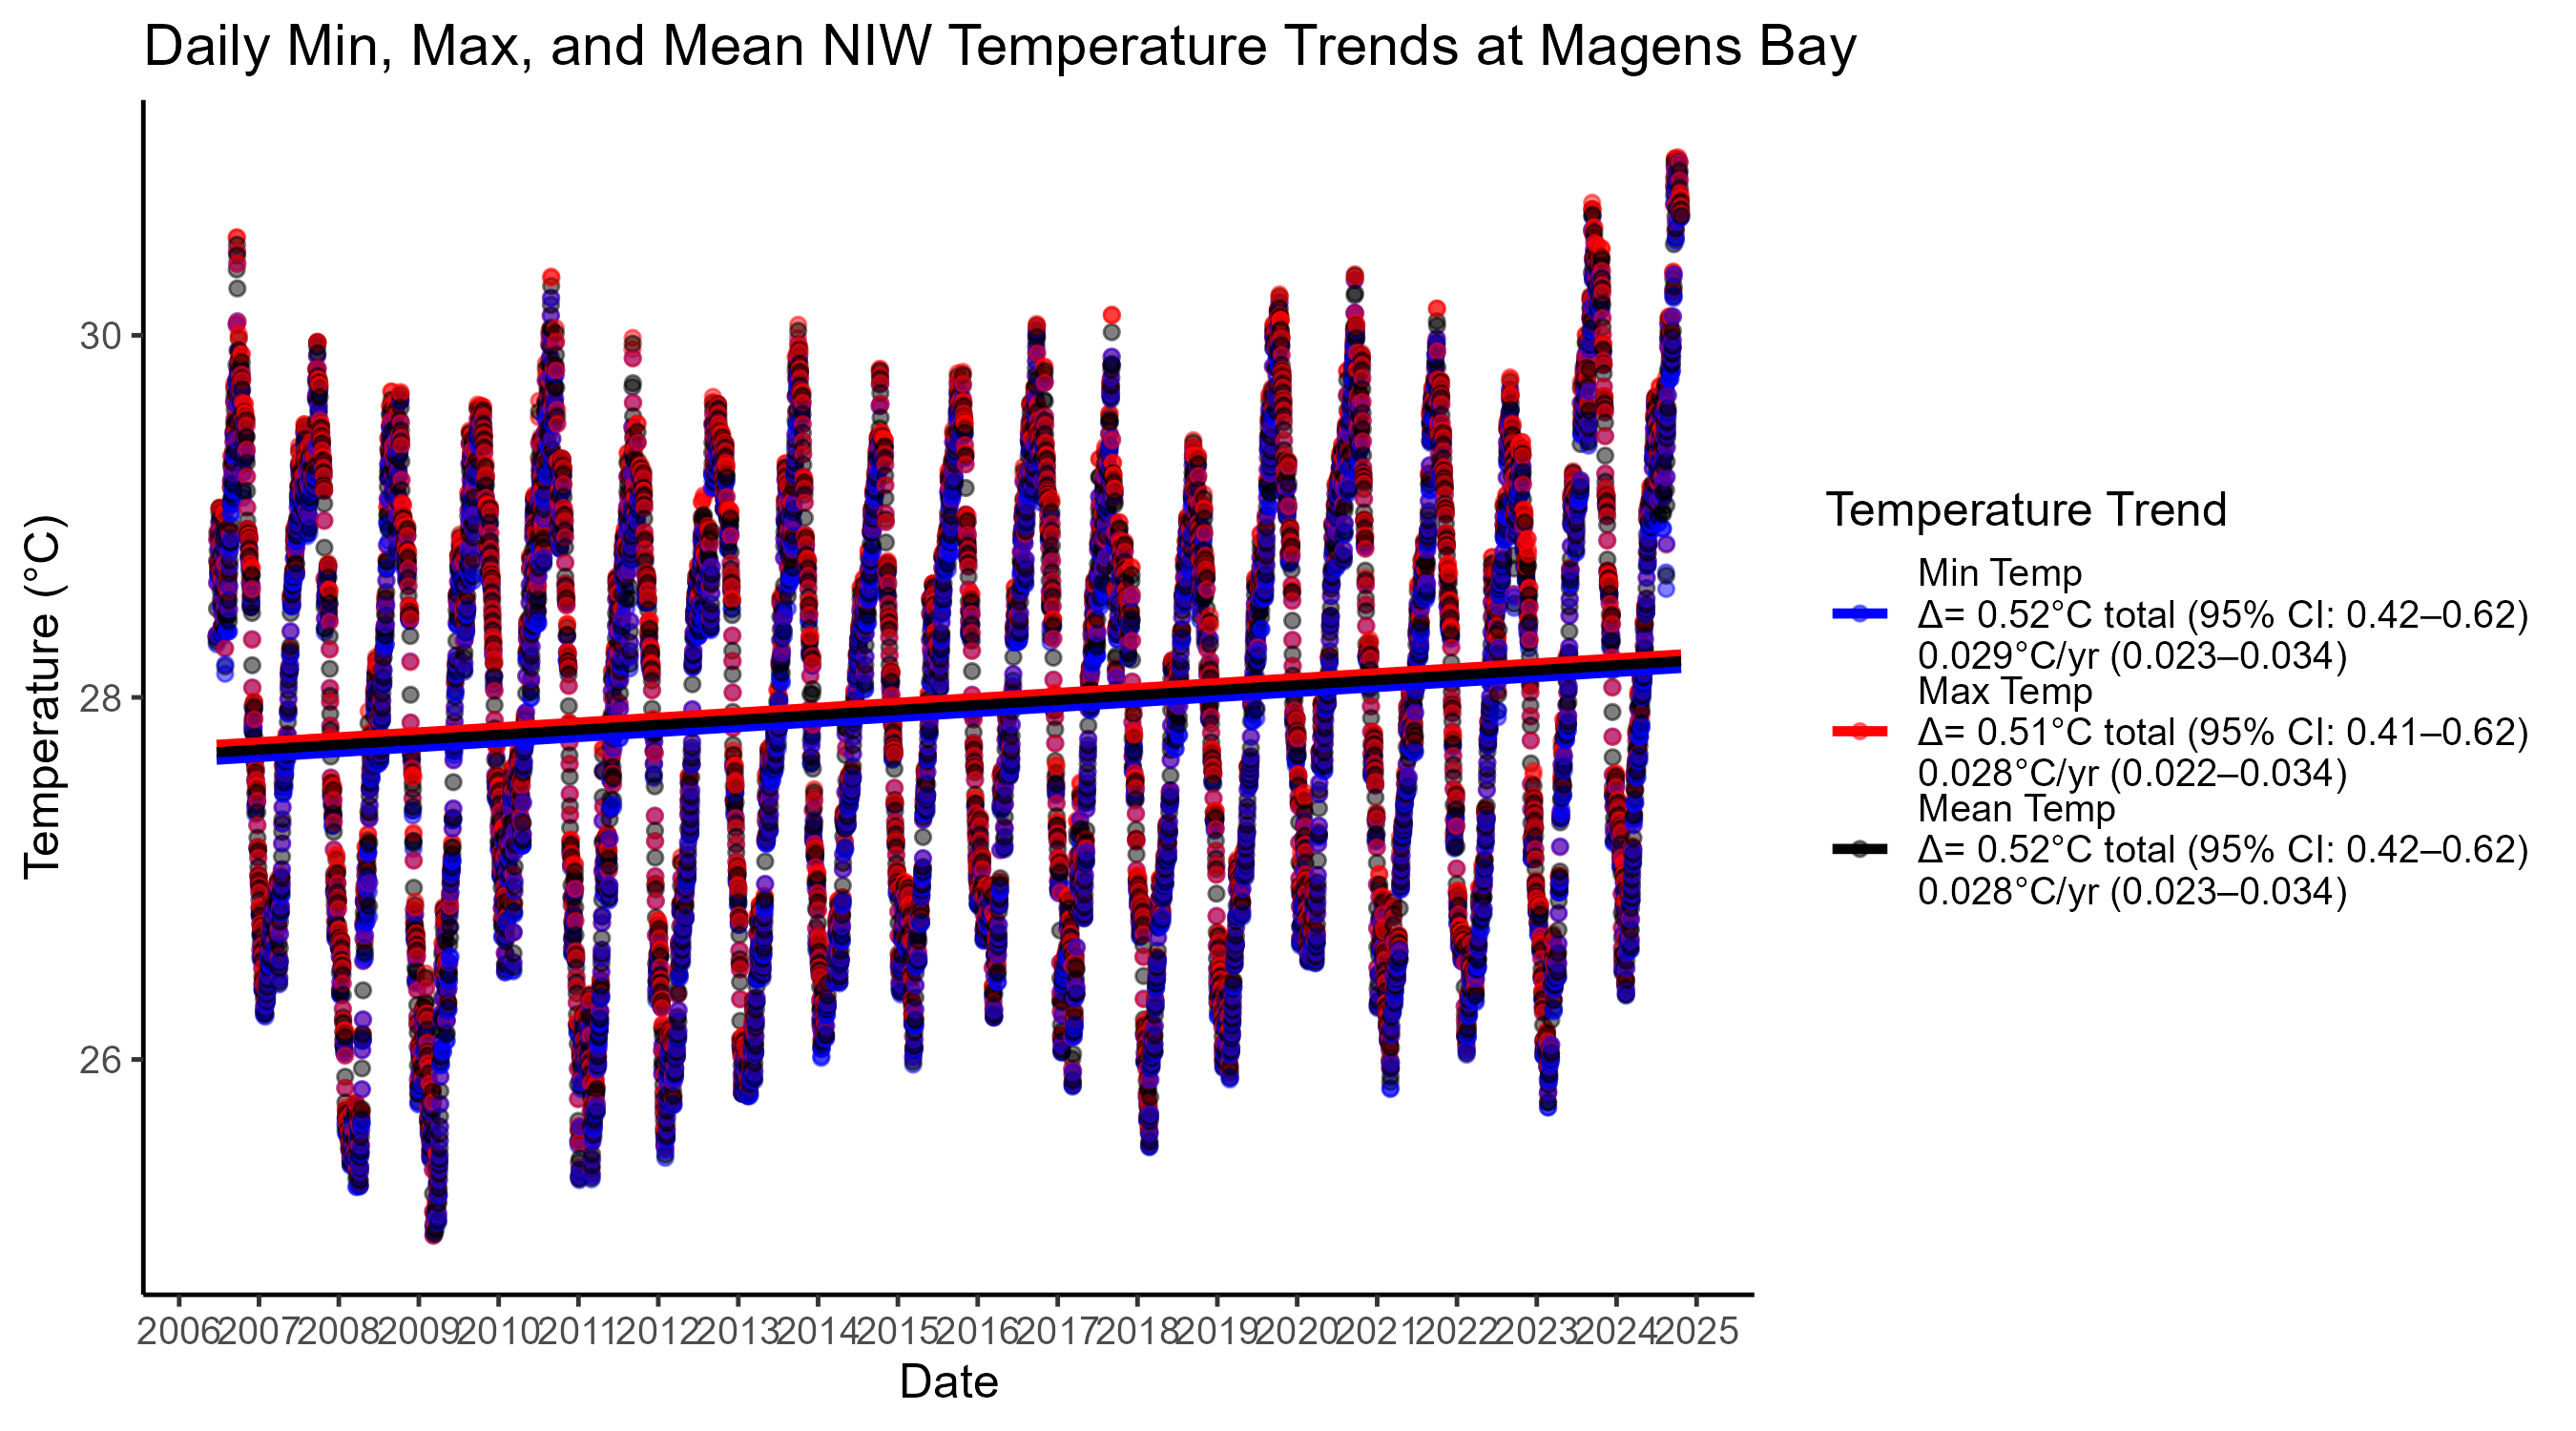 Daily Min, Max, and Mean NIW Temperature Trends at Magens Bay
Temperature (°C)
30
28
26
2006 2007 2008 2009 2010 2011 2012 2013 2014 2015 2016 2017 2018 2019 2020 2021 2022 2023 2024 2025
Date
Temperature Trend
Min Temp
Δ= 0.52°C total (95% CI: 0.42–0.62)
0.029°C/yr (0.023–0.034)
Max Temp
Δ= 0.51°C total (95% CI: 0.41–0.62)
0.028°C/yr (0.022–0.034)
Mean Temp
Δ= 0.52°C total (95% CI: 0.42–0.62)
0.028°C/yr (0.023–0.034)